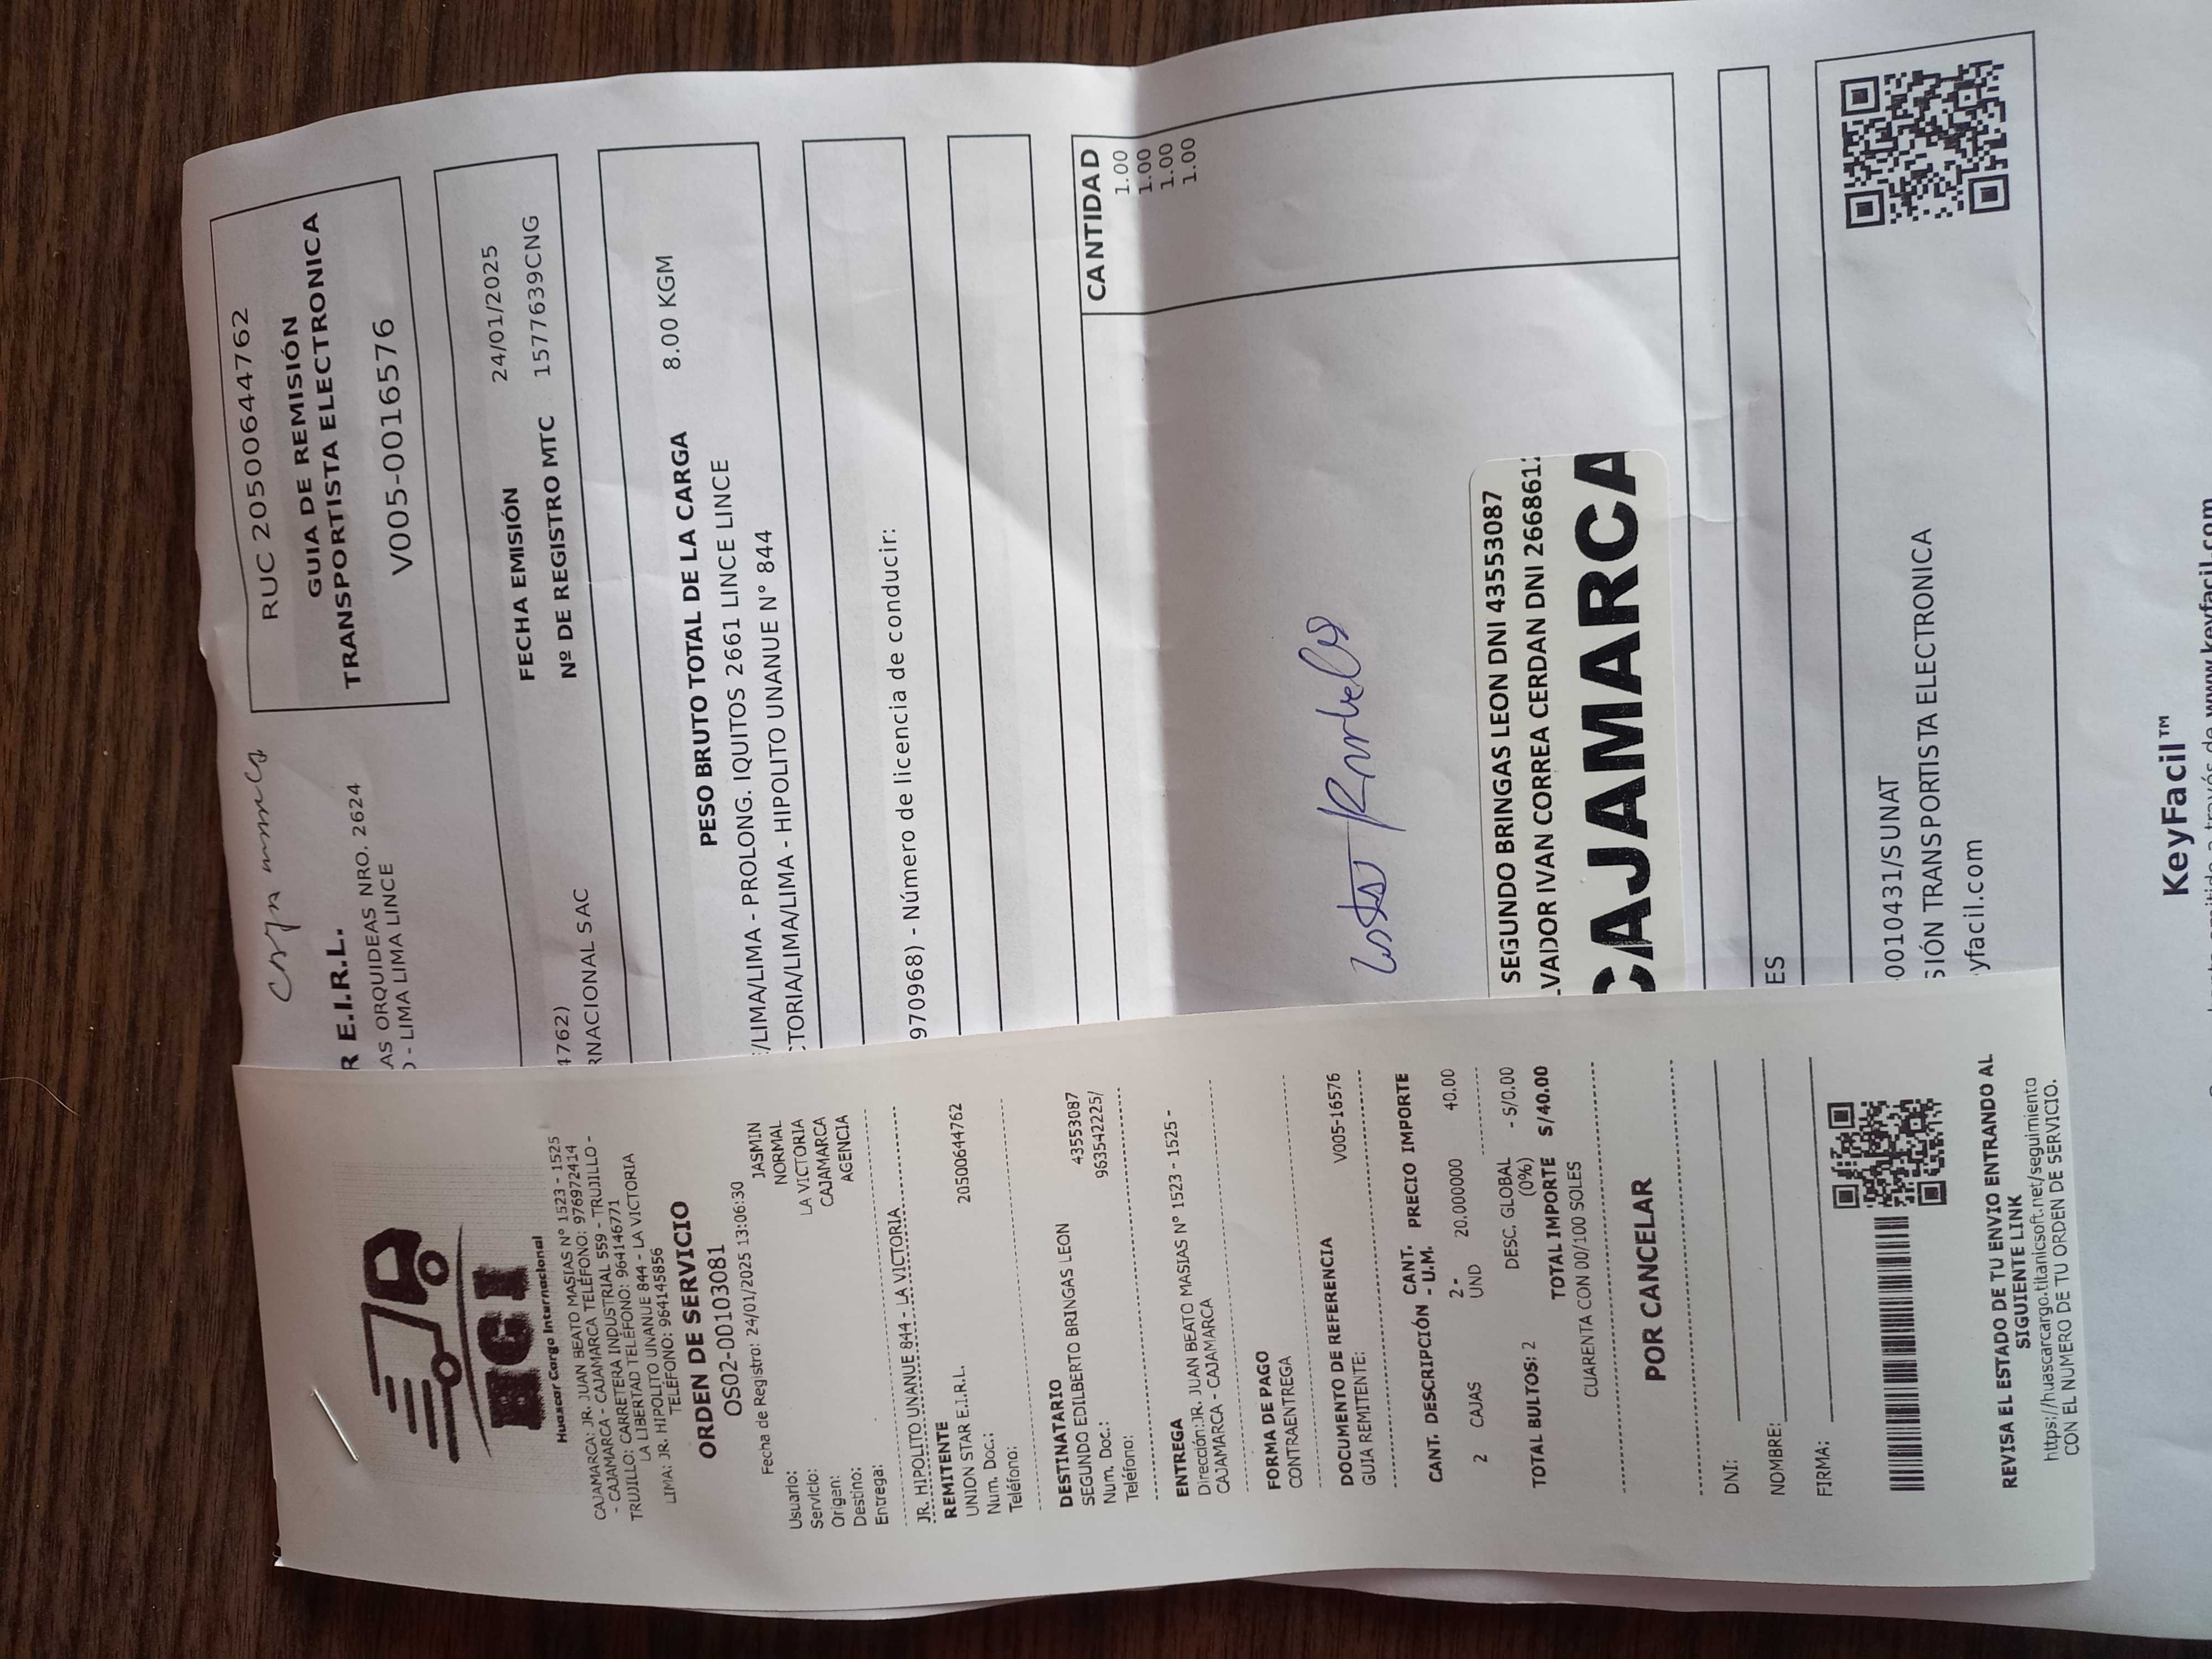 HGI
Huascar Cargo Internacional
CAJAMARCA: JR. JUAN BEATO MASIAS Nº 1523 - 1525
- CAJAMARCA - CAJAMARCA TELÉFONO: 976972414
TRUJILLO: CARRETERA INDUSTRIAL 559 - TRUJILLO -
LA LIBERTAD TELÉFONO: 964146771
LIMA: JR. HIPOLITO UNANUE 844 - LA VICTORIA
TELÉFONO: 964145856
ORDEN DE SERVICIO
OS02-00103081
Fecha de Registro: 24/01/2025 13:06:30
Usuario: JASMIN
Servicio: NORMAL
Origen: LA VICTORIA
Destino: CAJAMARCA
Entrega: AGENCIA
JR. HIPOLITO UNANUE 844 - LA VICTORIA
REMITENTE
UNION STAR E.I.R.L.
Num. Doc.: 20500644762
Teléfono:
DESTINATARIO
SEGUNDO EDILBERTO BRINGAS LEON
Num. Doc.: 43553087
Teléfono: 963542225/
ENTREGA
Dirección:JR. JUAN BEATO MASIAS Nº 1523 - 1525 -
CAJAMARCA - CAJAMARCA
FORMA DE PAGO
CONTRAENTREGA
DOCUMENTO DE REFERENCIA
GUIA REMITENTE: V005-16576
CANT. DESCRIPCIÓN CANT. - U.M. PRECIO IMPORTE
2 CAJAS 2- UND 20.000000 40.00
DESC. GLOBAL (0%) - S/0.00
TOTAL BULTOS: 2 TOTAL IMPORTE S/40.00
CUARENTA CON 00/100 SOLES
POR CANCELAR
DNI:
NOMBRE:
FIRMA:
REVISA EL ESTADO DE TU ENVIO ENTRANDO AL
SIGUIENTE LINK
https://huascarcargo.titanicsoft.net/seguimiento
CON EL NUMERO DE TU ORDEN DE SERVICIO.
R E.I.R.L.
AS ORQUIDEAS NRO. 2624
O - LIMA LIMA LINCE
RUC 20500644762
GUIA DE REMISIÓN
TRANSPORTISTA ELECTRONICA
V005-00165576
FECHA EMISIÓN 24/01/2025
Nº DE REGISTRO MTC 1577639CNG
4762)
RNACIONAL SAC
PESO BRUTO TOTAL DE LA CARGA 8.00 KGM
/LIMA/LIMA - PROLONG. IQUITOS 2661 LINCE LINCE
CTORIA/LIMA/LIMA - HIPOLITO UNANUE N° 844
970968) - Número de licencia de conducir:
CANTIDAD
1.00
1.00
1.00
1.00
SEGUNDO BRINGAS LEON DNI 43553087
LVADOR IVAN CORREA CERDAN DNI 2668612
CAJAMARCA
ES
0010431/SUNAT
SIÓN TRANSPORTISTA ELECTRONICA
yfacil.com
KeyFacil™
emitido a través de www.keyfacil.com